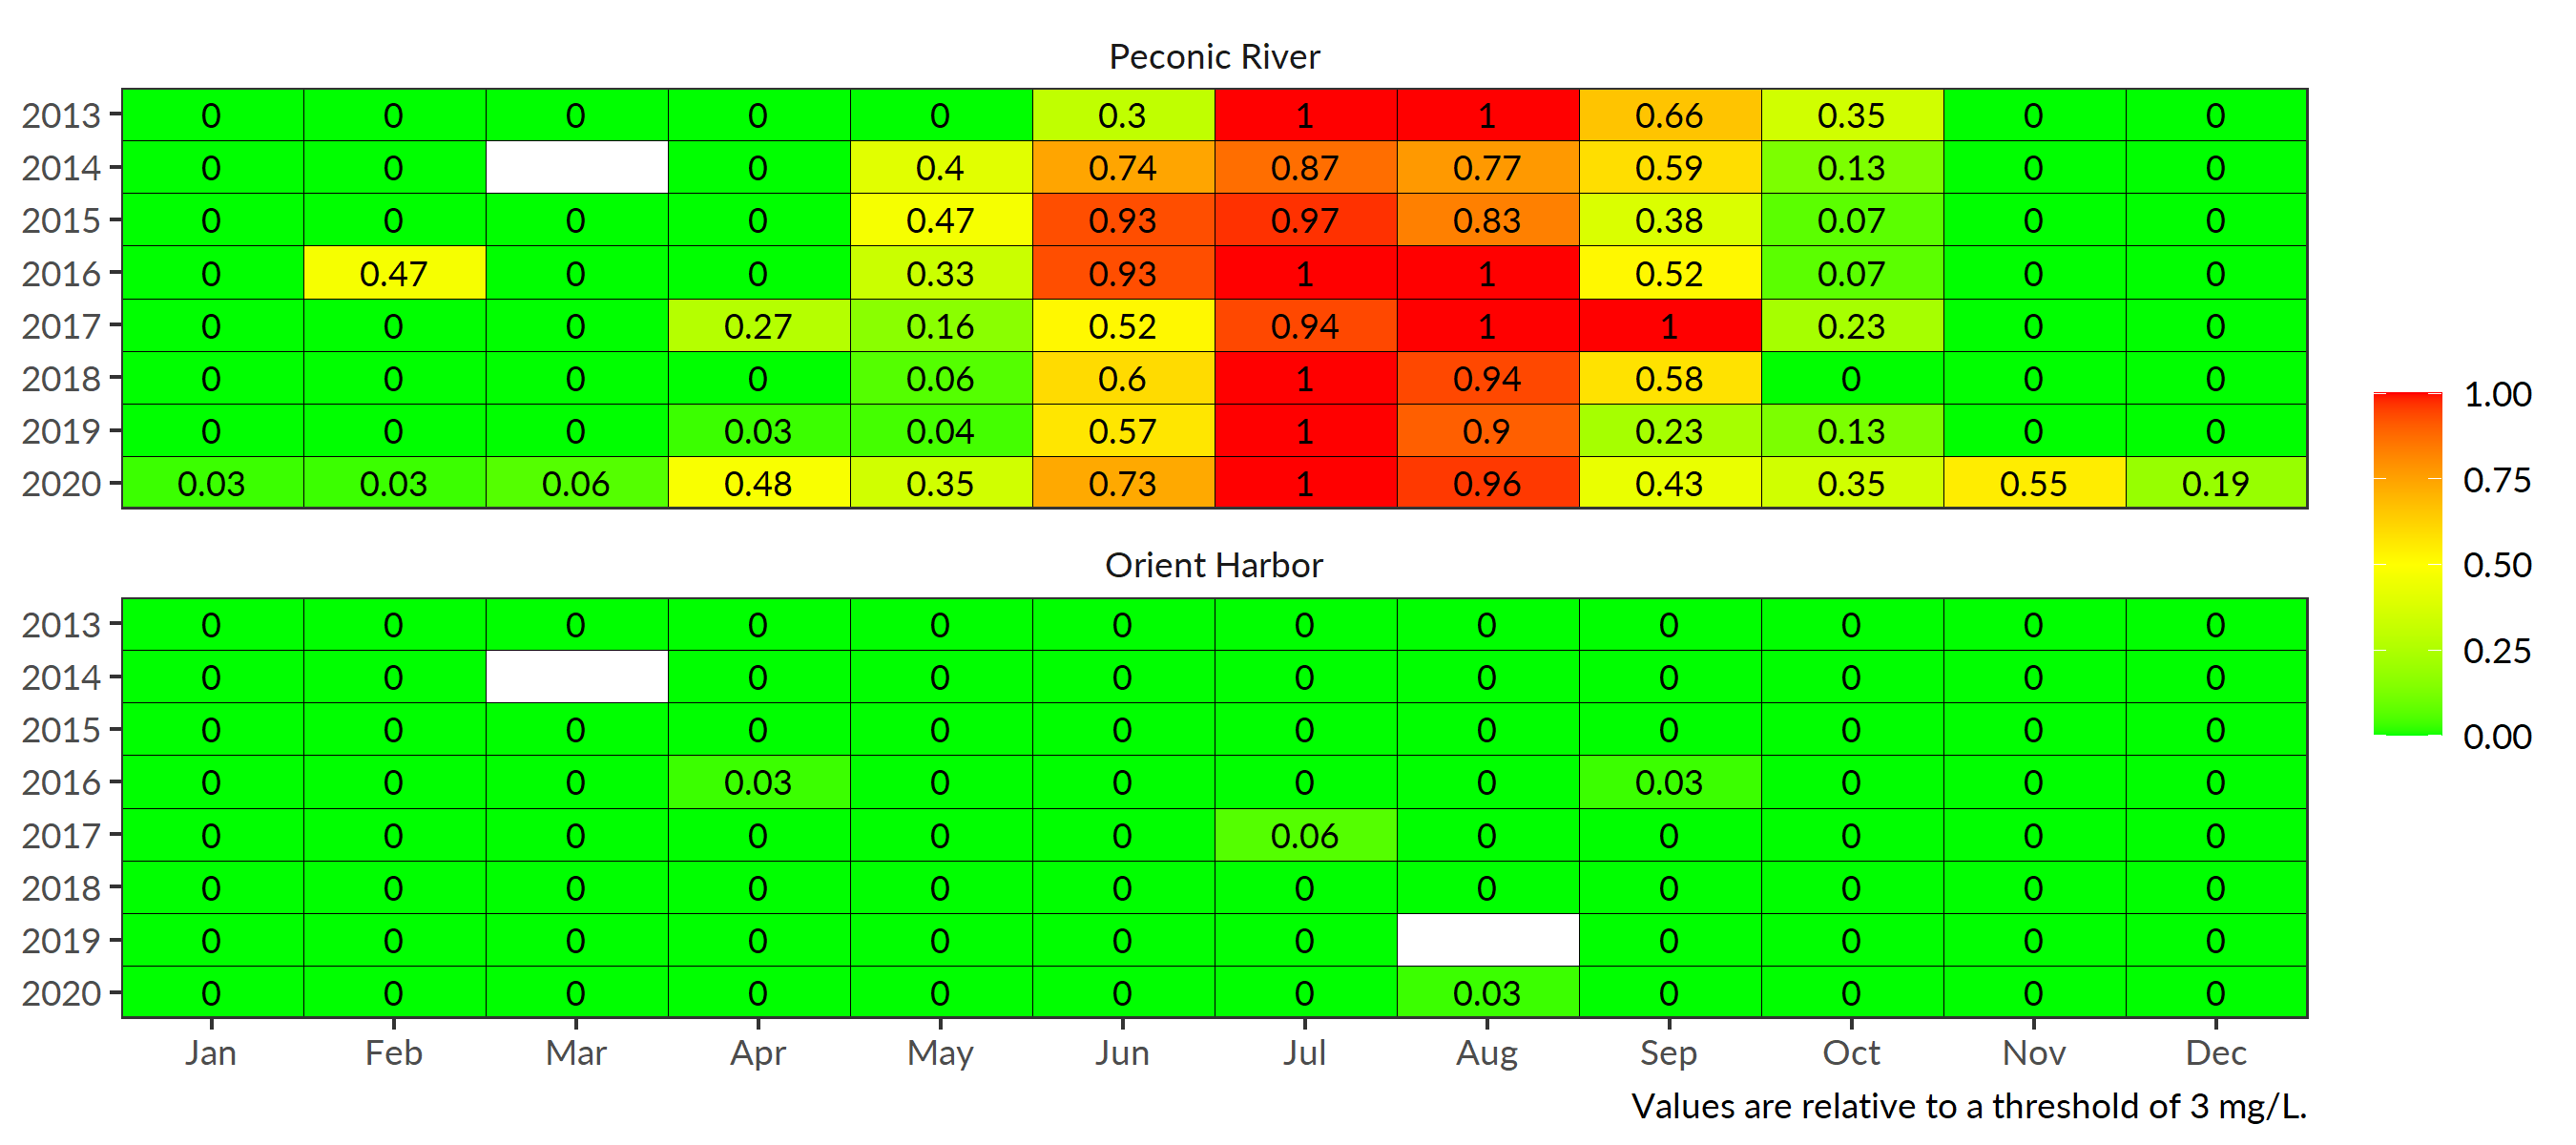 Peconic River
2013 0 0 0 0 0 0.3 1 1 0.66 0.35 0 0
2014 0 0 0 0.4 0.74 0.87 0.77 0.59 0.13 0 0
2015 0 0 0 0 0.47 0.93 0.97 0.83 0.38 0.07 0 0
2016 0 0.47 0 0 0.33 0.93 1 1 0.52 0.07 0 0
2017 0 0 0 0.27 0.16 0.52 0.94 1 1 0.23 0 0
2018 0 0 0 0 0.06 0.6 1 0.94 0.58 0 0 0
2019 0 0 0 0.03 0.04 0.57 1 0.9 0.23 0.13 0 0
2020 0.03 0.03 0.06 0.48 0.35 0.73 1 0.96 0.43 0.35 0.55 0.19
Orient Harbor
2013 0 0 0 0 0 0 0 0 0 0 0 0
2014 0 0 0 0 0 0 0 0 0 0 0
2015 0 0 0 0 0 0 0 0 0 0 0 0
2016 0 0 0 0.03 0 0 0 0 0.03 0 0 0
2017 0 0 0 0 0 0 0.06 0 0 0 0 0
2018 0 0 0 0 0 0 0 0 0 0 0 0
2019 0 0 0 0 0 0 0 0 0 0 0
2020 0 0 0 0 0 0 0 0.03 0 0 0 0
Jan Feb Mar Apr May Jun Jul Aug Sep Oct Nov Dec
Values are relative to a threshold of 3 mg/L.
1.00
0.75
0.50
0.25
0.00